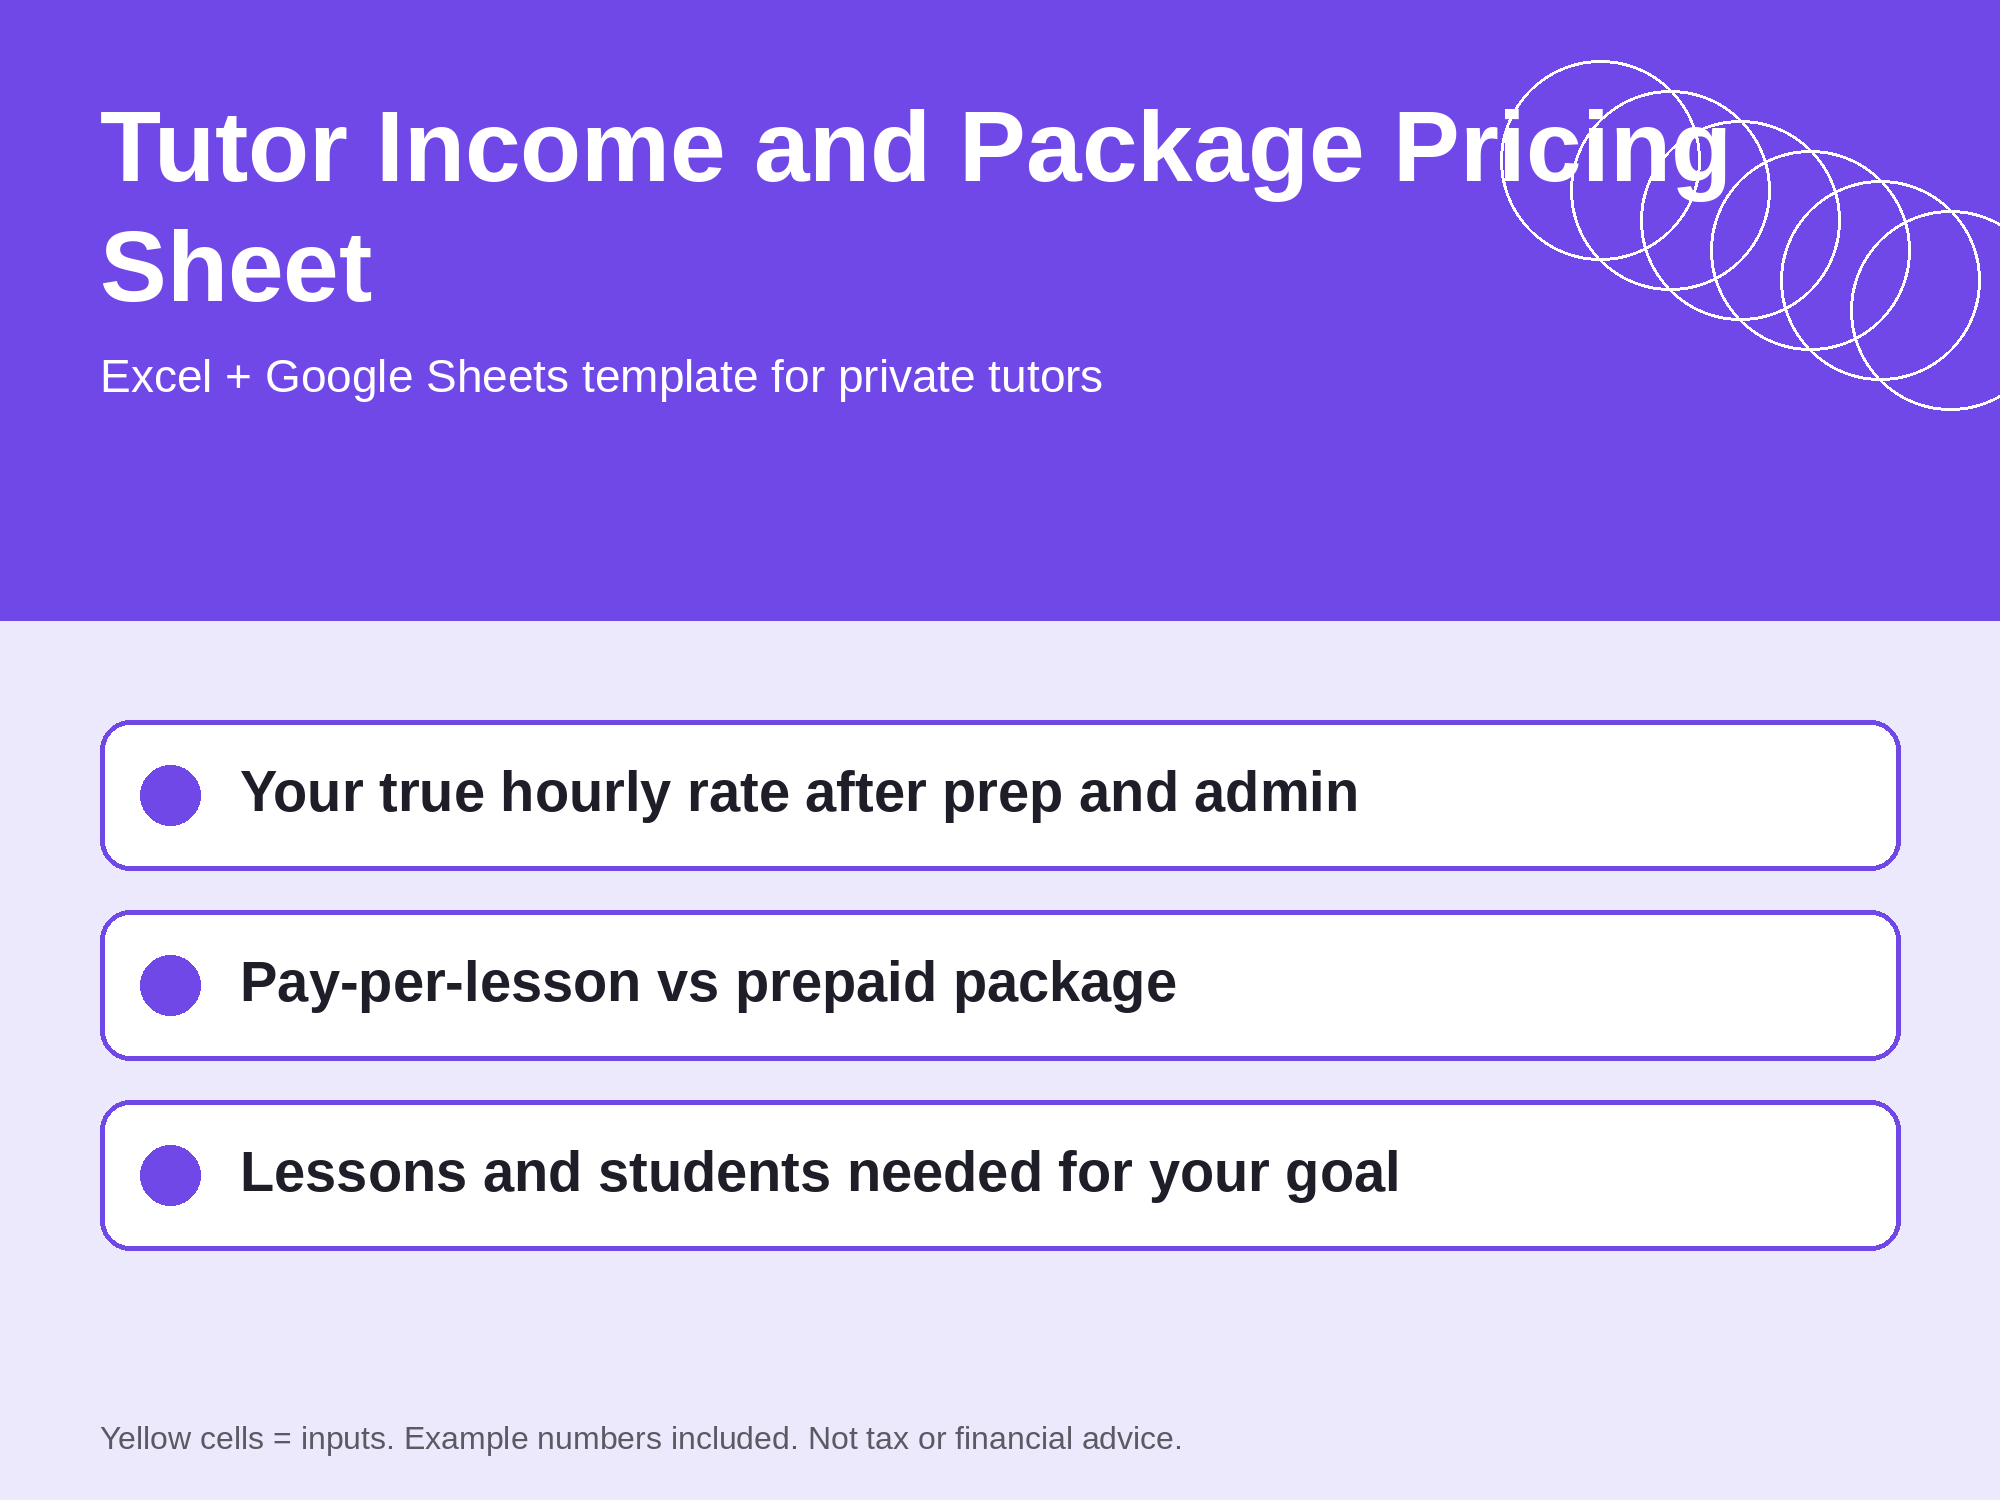 Tutor Income and Package Pricing
Sheet
Excel + Google Sheets template for private tutors
Your true hourly rate after prep and admin
Pay-per-lesson vs prepaid package
Lessons and students needed for your goal
Yellow cells = inputs. Example numbers included. Not tax or financial advice.